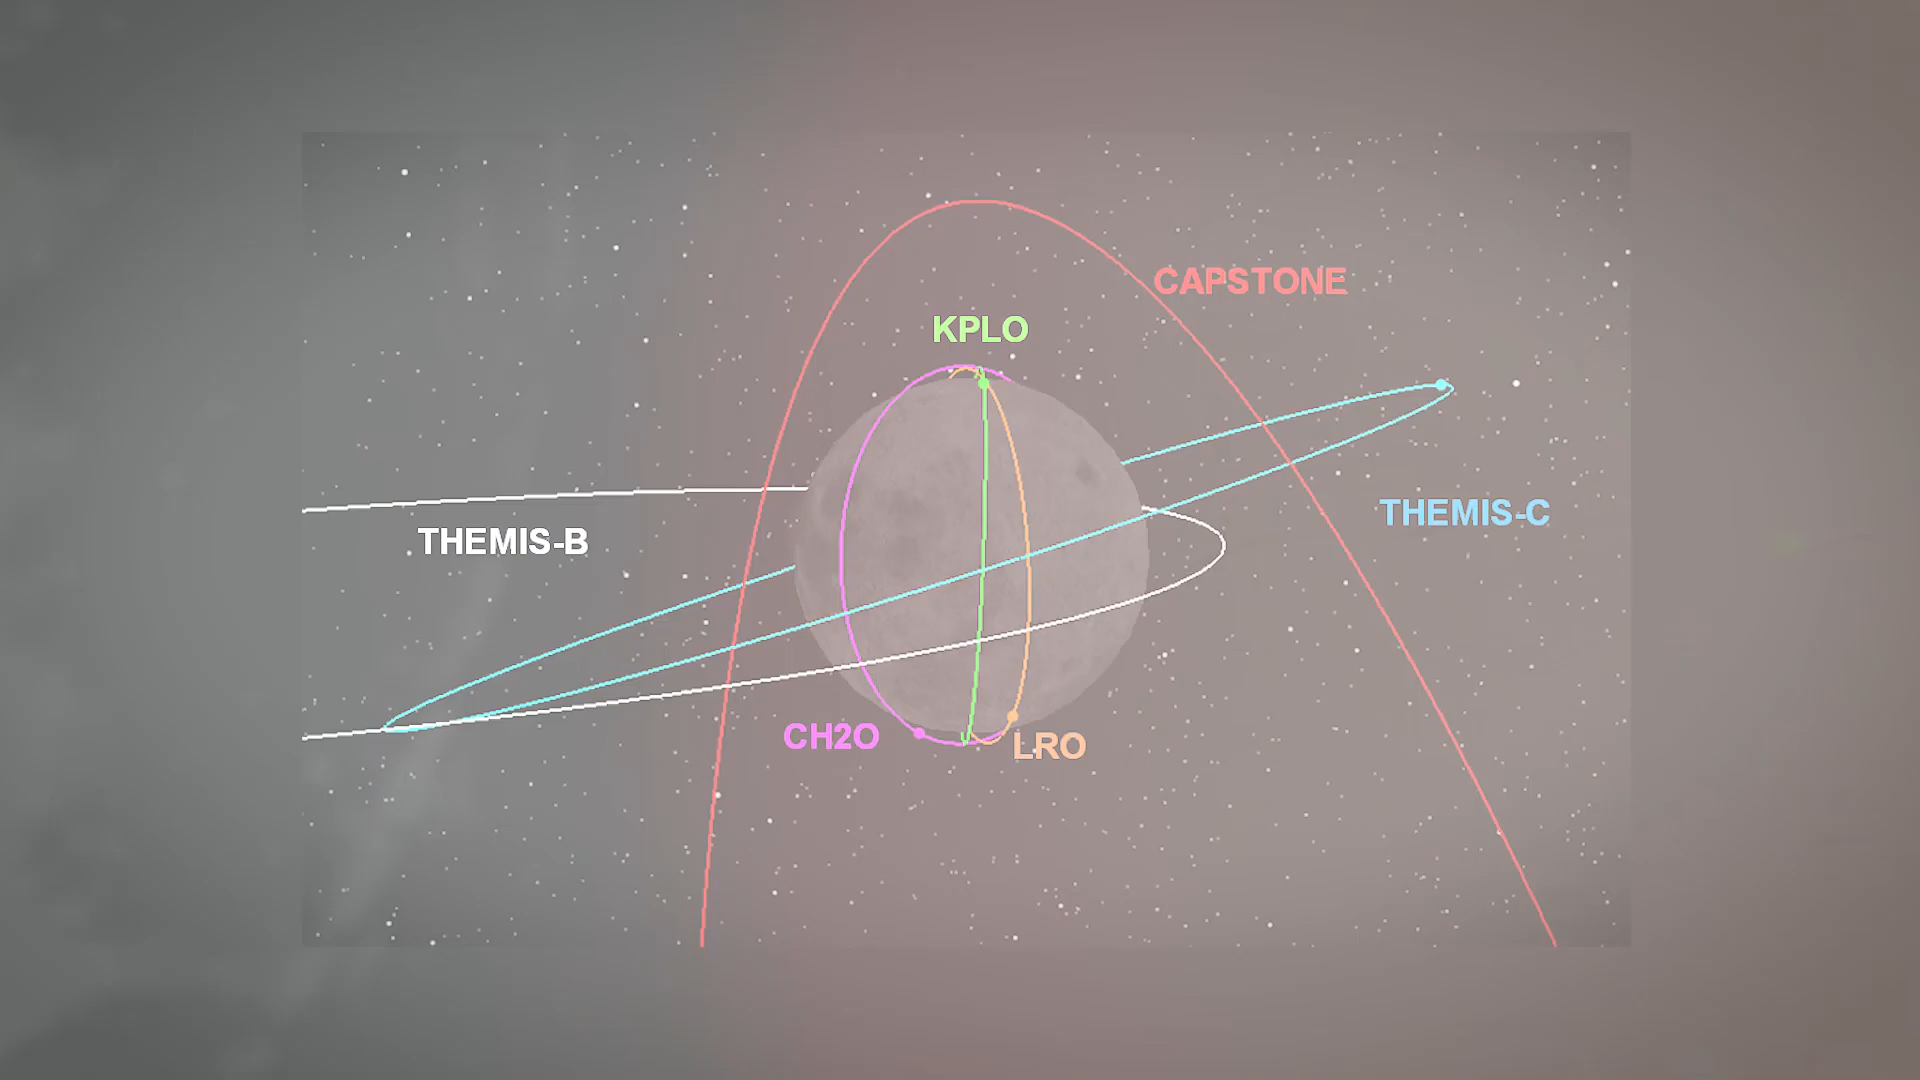 CAPSTONE
KPLO
THEMIS-C
THEMIS-B
CH2O
LRO